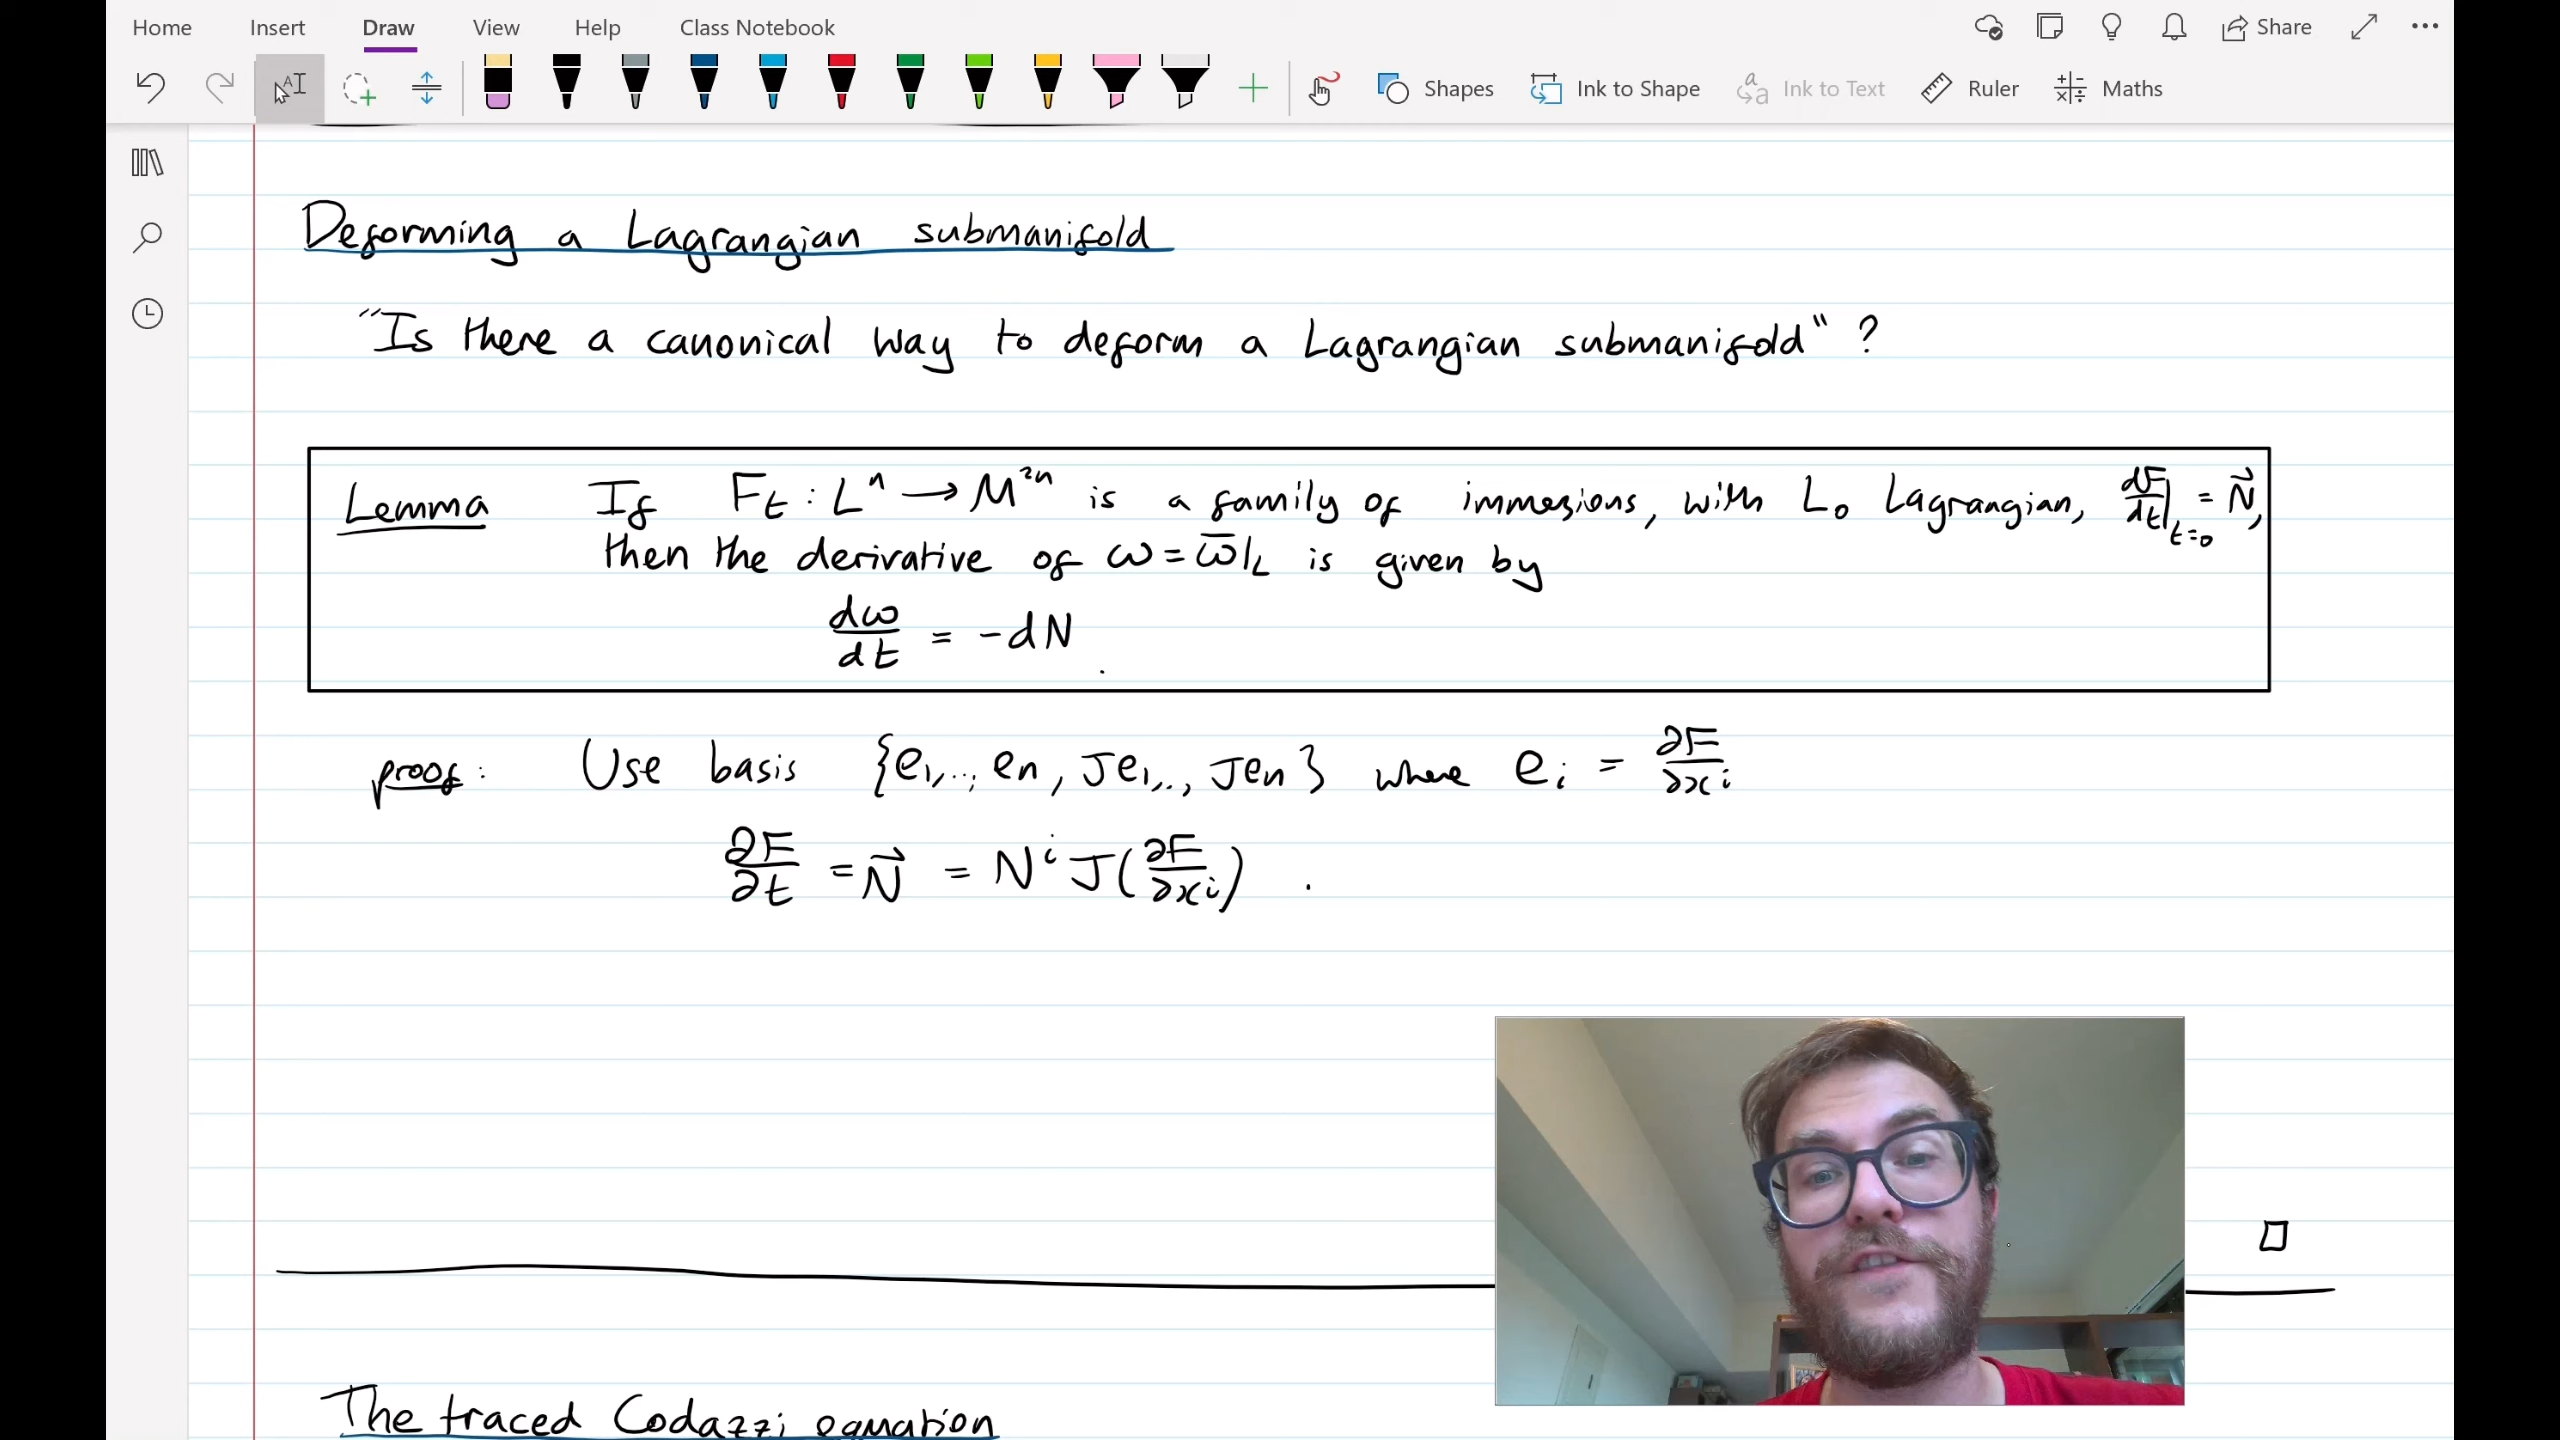 Home Insert Draw View Help Class Notebook Share
Shapes Ink to Shape Ink to Text Ruler Maths
Deforming a Lagrangian submanifold
"Is there a canonical way to deform a Lagrangian submanifold" ?
Lemma If F_t : L^n → M^{2n} is a family of immersions, with L_0 Lagrangian, dF/dt|_{t=0} = N⃗,
then the derivative of ω = ω̅|_L is given by
dω/dt = -dN.
proof: Use basis {e_1,.., e_n, Je_1,.., Je_n} where e_i = ∂F/∂x_i
∂F/∂t = N⃗ = N^i J(∂F/∂x_i) .
□
The traced Codazzi equation